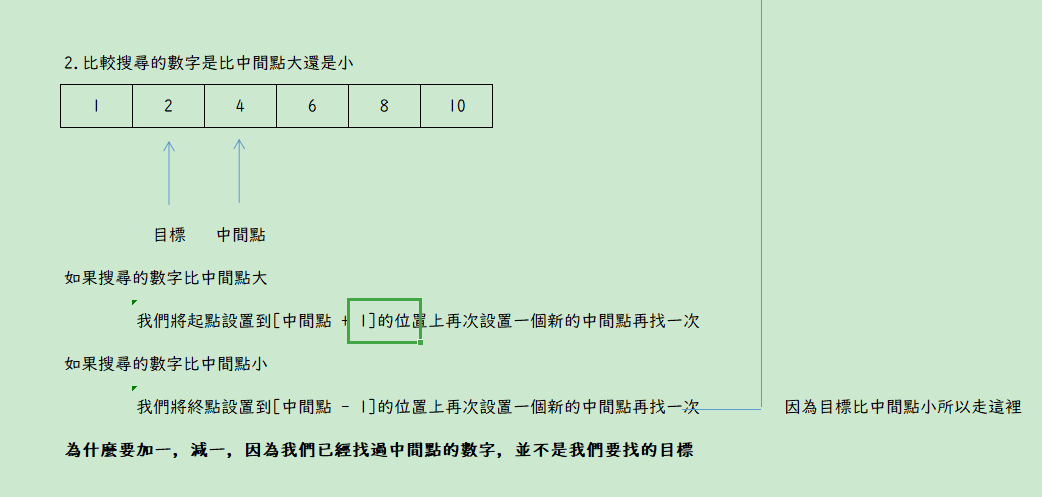 2.比較搜尋的數字是比中間點大還是小
1 2 4 6 8 10
目標 中間點
如果搜尋的數字比中間點大
我們將起點設置到[中間點 + 1]的位置上再次設置一個新的中間點再找一次
如果搜尋的數字比中間點小
我們將終點設置到[中間點 - 1]的位置上再次設置一個新的中間點再找一次
因為目標比中間點小所以走這裡
為什麼要加一, 減一, 因為我們已經找過中間點的數字, 並不是我們要找的目標